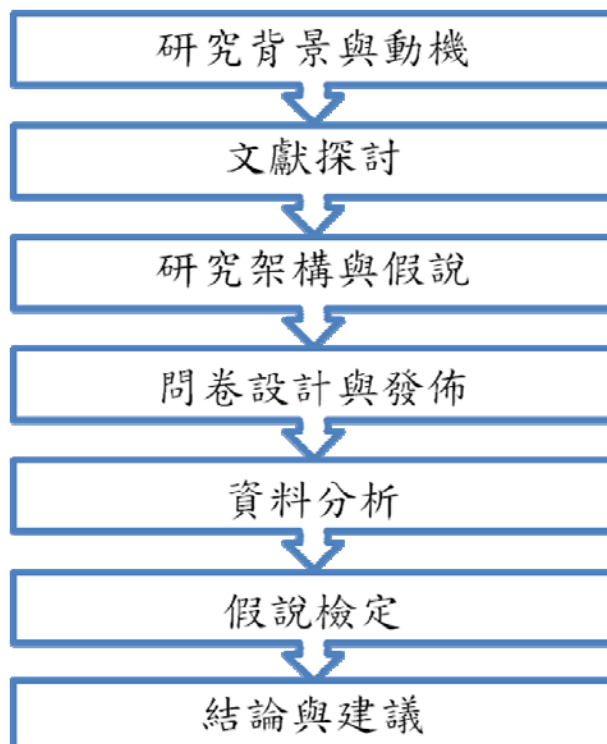 研究背景與動機
文獻探討
研究架構與假說
問卷設計與發佈
資料分析
假說檢定
結論與建議